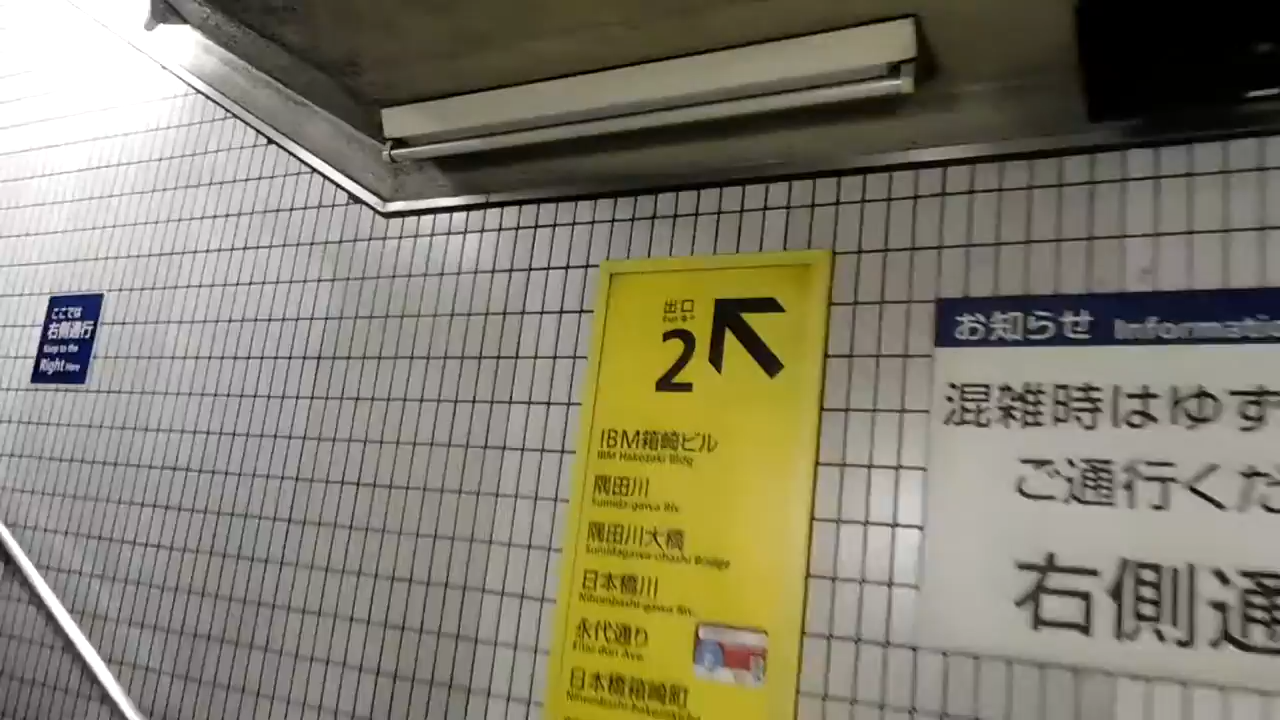 ここでは
右側通行
Keep to the
Right Here
出口
2
IBM箱崎ビル
IBM Hakozaki Bldg
隅田川
Sumida-gawa Riv.
隅田川大橋
Sumidagawa-ohashi Bridge
日本橋川
Nihombashi-gawa Riv.
永代通り
Eitai-dori Ave.
日本橋箱崎町
お知らせ Informatio
混雑時はゆず
ご通行くだ
右側通